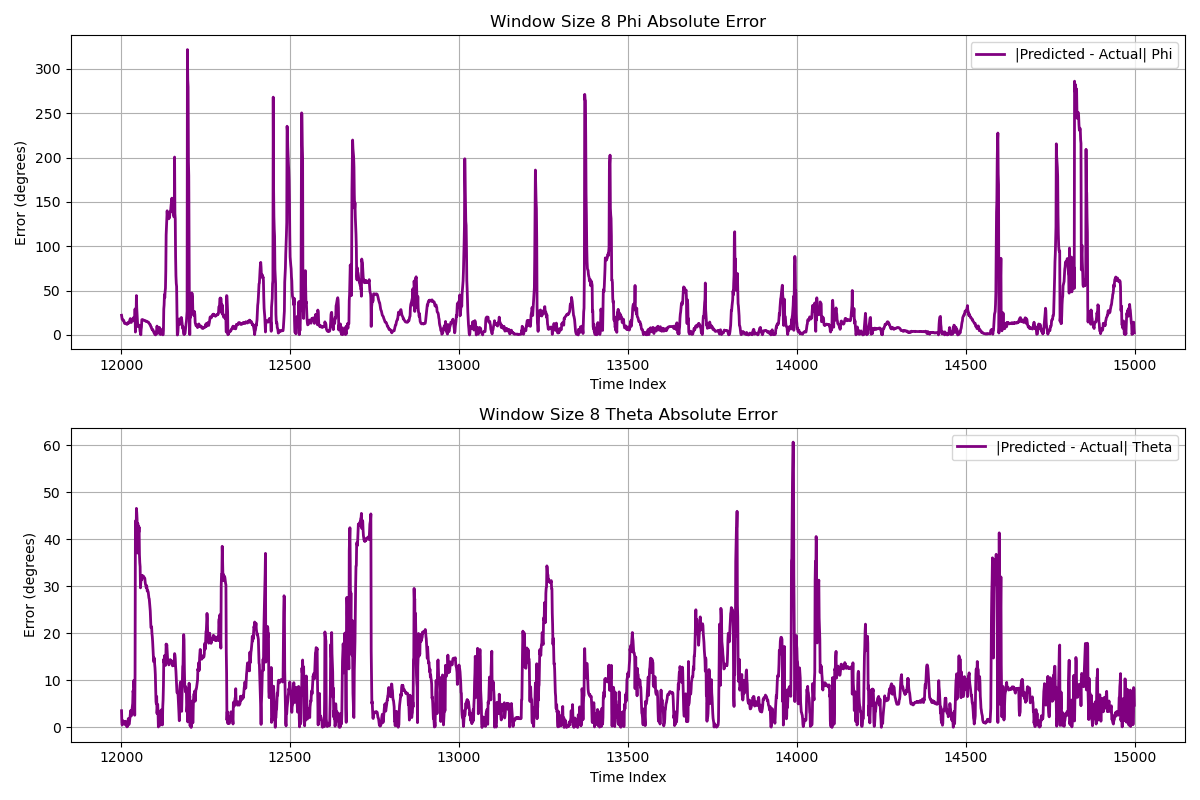 Window Size 8 Phi Absolute Error
|Predicted - Actual| Phi
Error (degrees)
300
250
200
150
100
50
0
12000 12500 13000 13500 14000 14500 15000
Time Index
Window Size 8 Theta Absolute Error
|Predicted - Actual| Theta
Error (degrees)
60
50
40
30
20
10
0
12000 12500 13000 13500 14000 14500 15000
Time Index